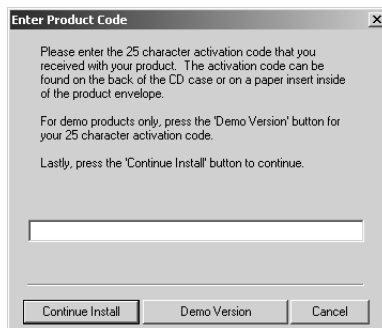 Enter Product Code
Please enter the 25 character activation code that you
received with your product. The activation code can be
found on the back of the CD case or on a paper insert inside
of the product envelope.
For demo products only, press the 'Demo Version' button for
your 25 character activation code.
Lastly, press the 'Continue Install' button to continue.
Continue Install Demo Version Cancel